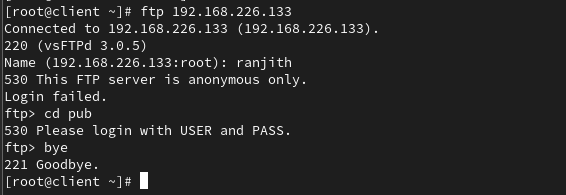 [root@client ~]# ftp 192.168.226.133
Connected to 192.168.226.133 (192.168.226.133).
220 (vsFTPd 3.0.5)
Name (192.168.226.133:root): ranjith
530 This FTP server is anonymous only.
Login failed.
ftp> cd pub
530 Please login with USER and PASS.
ftp> bye
221 Goodbye.
[root@client ~]#